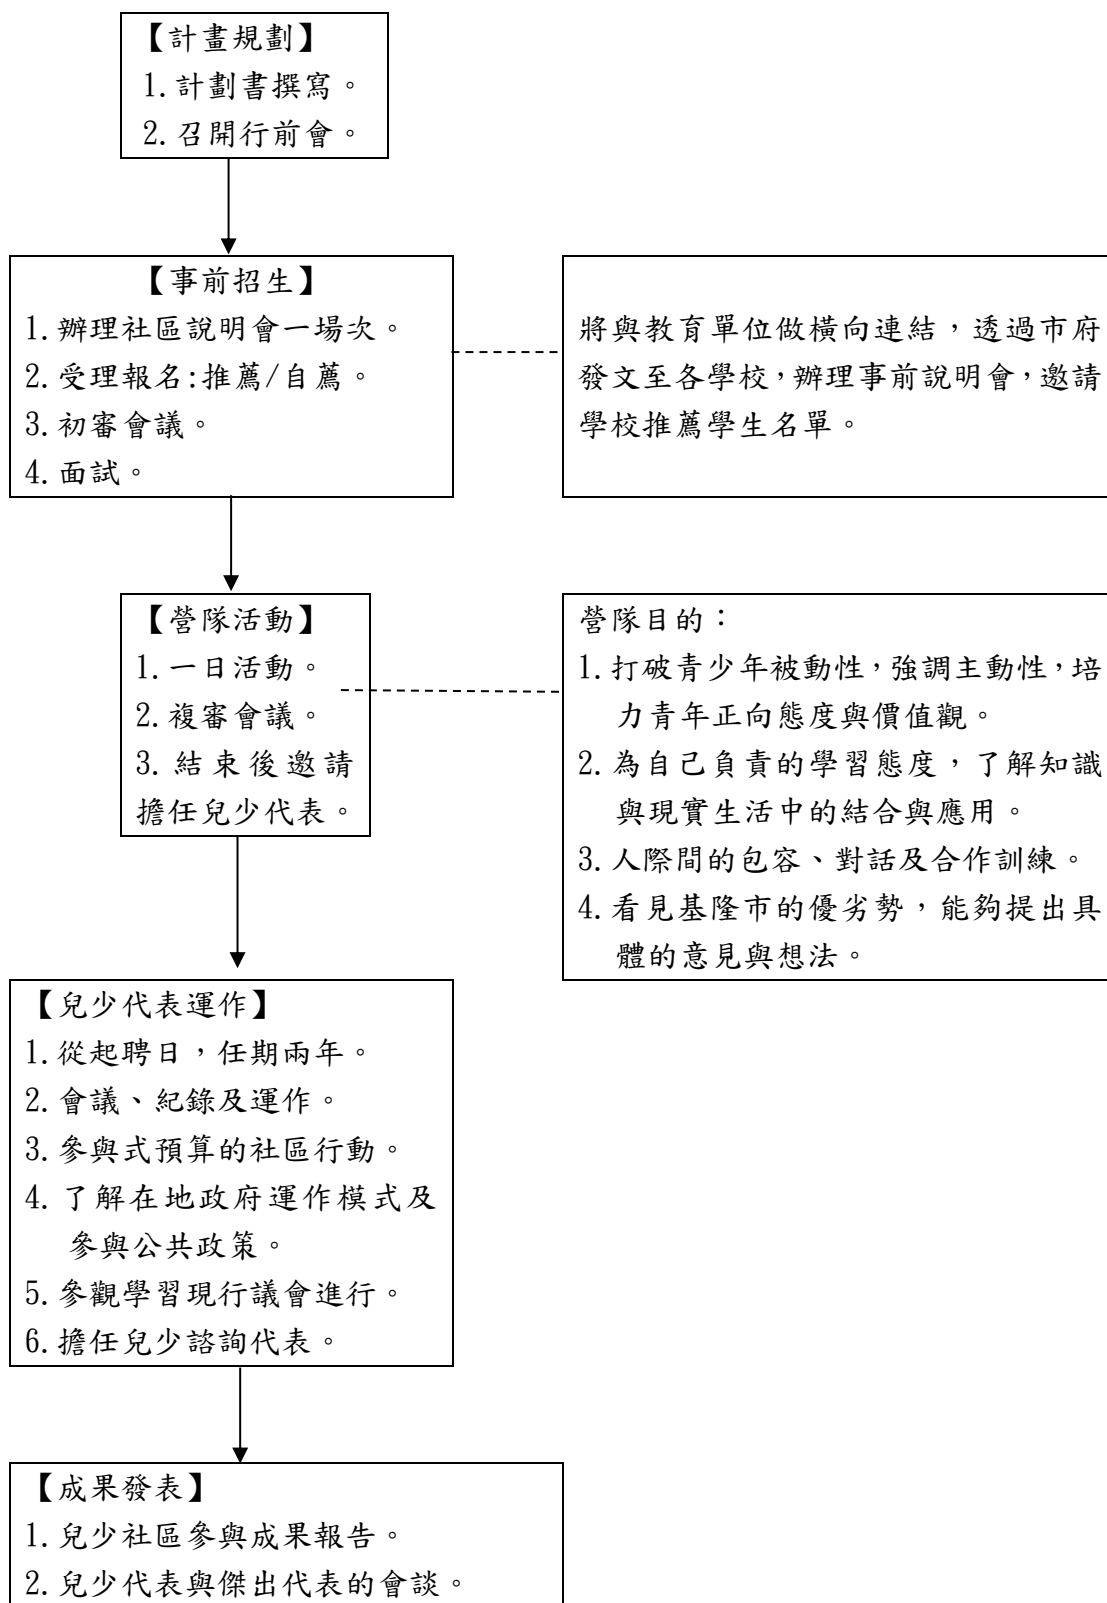 【計畫規劃】
1.計劃書撰寫。
2.召開行前會。
【事前招生】
1.辦理社區說明會一場次。
2.受理報名:推薦/自薦。
3.初審會議。
4.面試。
將與教育單位做橫向連結，透過市府
發文至各學校，辦理事前說明會，邀請
學校推薦學生名單。
【營隊活動】
1.一日活動。
2.複審會議。
3.結束後邀請
擔任兒少代表。
營隊目的：
1.打破青少年被動性，強調主動性，培
力青年正向態度與價值觀。
2.為自己負責的學習態度，了解知識
與現實生活中的結合與應用。
3.人際間的包容、對話及合作訓練。
4.看見基隆市的優劣勢，能夠提出具
體的意見與想法。
【兒少代表運作】
1.從起聘日，任期兩年。
2.會議、紀錄及運作。
3.參與式預算的社區行動。
4.了解在地政府運作模式及
參與公共政策。
5.參觀學習現行議會進行。
6.擔任兒少諮詢代表。
【成果發表】
1.兒少社區參與成果報告。
2.兒少代表與傑出代表的會談。